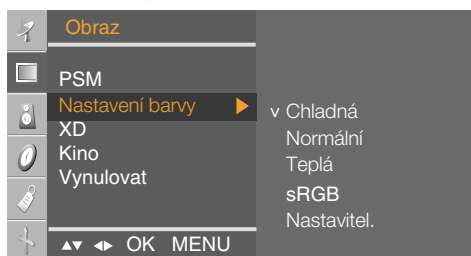 Obraz
PSM
Nastavení barvy ▶
XD
Kino
Vynulovat
v Chladná
Normální
Teplá
sRGB
Nastavitel.
▲▼ ◀▶ OK MENU